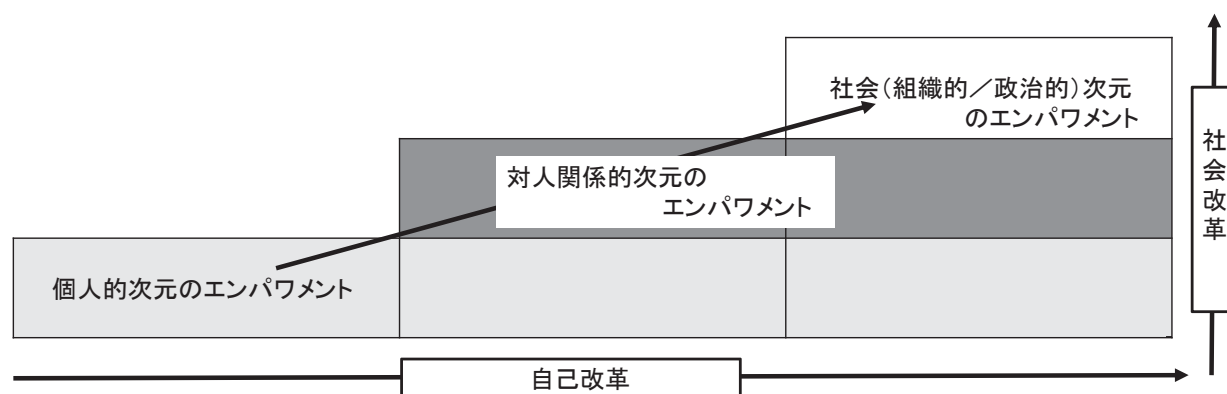 社会(組織的／政治的)次元
のエンパワメント
対人関係的次元の
エンパワメント
個人的次元のエンパワメント
自己改革
社会改革